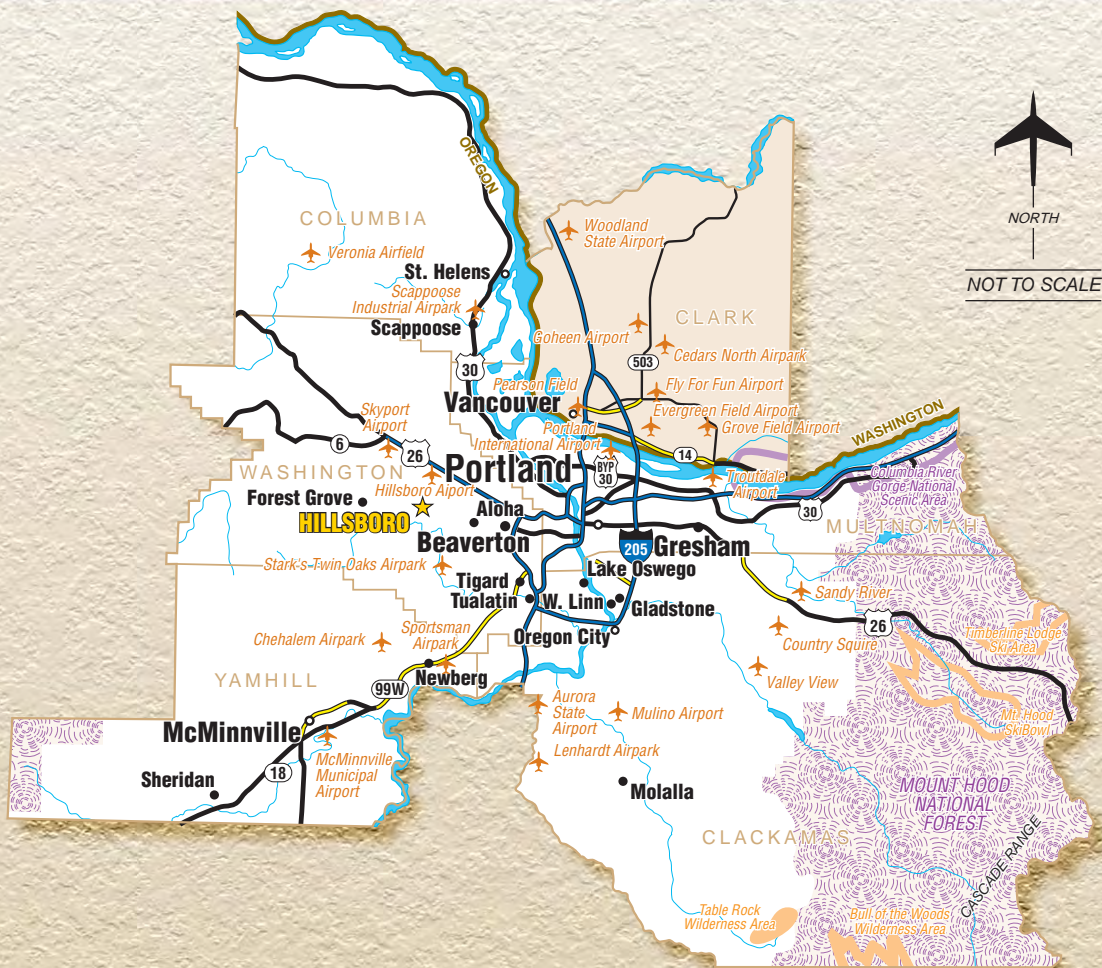 OREGON
COLUMBIA
Veronia Airfield
St. Helens
Scappoose
Industrial Airpark
Scappoose
30
Woodland
State Airport
NORTH
NOT TO SCALE
CLARK
Goheen Airport
Cedars North Airpark
503
Fly For Fun Airport
Pearson Field
Vancouver
Evergreen Field Airport
Grove Field Airport
Portland
International Airport
WASHINGTON
14
Skyport
Airport
6
26
WASHINGTON
Hillsboro Aiport
Portland
BYP
30
Troutdale
Airport
Columbia River
Gorge National
Scenic Area
30
MULTNOMAH
Forest Grove
HILLSBORO
Aloha
Beaverton
205
Gresham
Stark's Twin Oaks Airpark
Lake Oswego
Tigard
Tualatin
W. Linn
Gladstone
Oregon City
Sandy River
26
Country Squire
Timberline Lodge
Ski Area
Chehalem Airpark
Sportsman
Airpark
Newberg
Valley View
YAMHILL
99W
Aurora
State
Airport
Mulino Airport
Mt. Hood
SkiBowl
McMinnville
McMinnville
Municipal
Airport
Lenhardt Airpark
Sheridan
18
Molalla
MOUNT HOOD
NATIONAL
FOREST
CLACKAMAS
CASCADE RANGE
Table Rock
Wilderness Area
Bull of the Woods
Wilderness Area